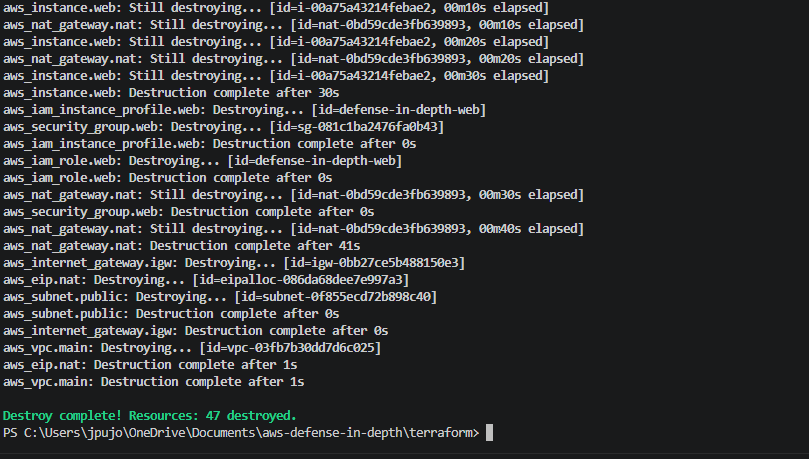 aws_instance.web: Still destroying... [id=i-00a75a43214febae2, 00m10s elapsed]
aws_nat_gateway.nat: Still destroying... [id=nat-0bd59cde3fb639893, 00m10s elapsed]
aws_instance.web: Still destroying... [id=i-00a75a43214febae2, 00m20s elapsed]
aws_nat_gateway.nat: Still destroying... [id=nat-0bd59cde3fb639893, 00m20s elapsed]
aws_instance.web: Still destroying... [id=i-00a75a43214febae2, 00m30s elapsed]
aws_instance.web: Destruction complete after 30s
aws_iam_instance_profile.web: Destroying... [id=defense-in-depth-web]
aws_security_group.web: Destroying... [id=sg-081c1ba2476fa0b43]
aws_iam_instance_profile.web: Destruction complete after 0s
aws_iam_role.web: Destroying... [id=defense-in-depth-web]
aws_iam_role.web: Destruction complete after 0s
aws_nat_gateway.nat: Still destroying... [id=nat-0bd59cde3fb639893, 00m30s elapsed]
aws_security_group.web: Destruction complete after 0s
aws_nat_gateway.nat: Still destroying... [id=nat-0bd59cde3fb639893, 00m40s elapsed]
aws_nat_gateway.nat: Destruction complete after 41s
aws_internet_gateway.igw: Destroying... [id=igw-0bb27ce5b488150e3]
aws_eip.nat: Destroying... [id=eipalloc-086da68dee7e997a3]
aws_subnet.public: Destroying... [id=subnet-0f855ecd72b898c40]
aws_subnet.public: Destruction complete after 0s
aws_internet_gateway.igw: Destruction complete after 0s
aws_vpc.main: Destroying... [id=vpc-03fb7b30dd7d6c025]
aws_eip.nat: Destruction complete after 1s
aws_vpc.main: Destruction complete after 1s
Destroy complete! Resources: 47 destroyed.
PS C:\Users\jpujo\OneDrive\Documents\aws-defense-in-depth\terraform>